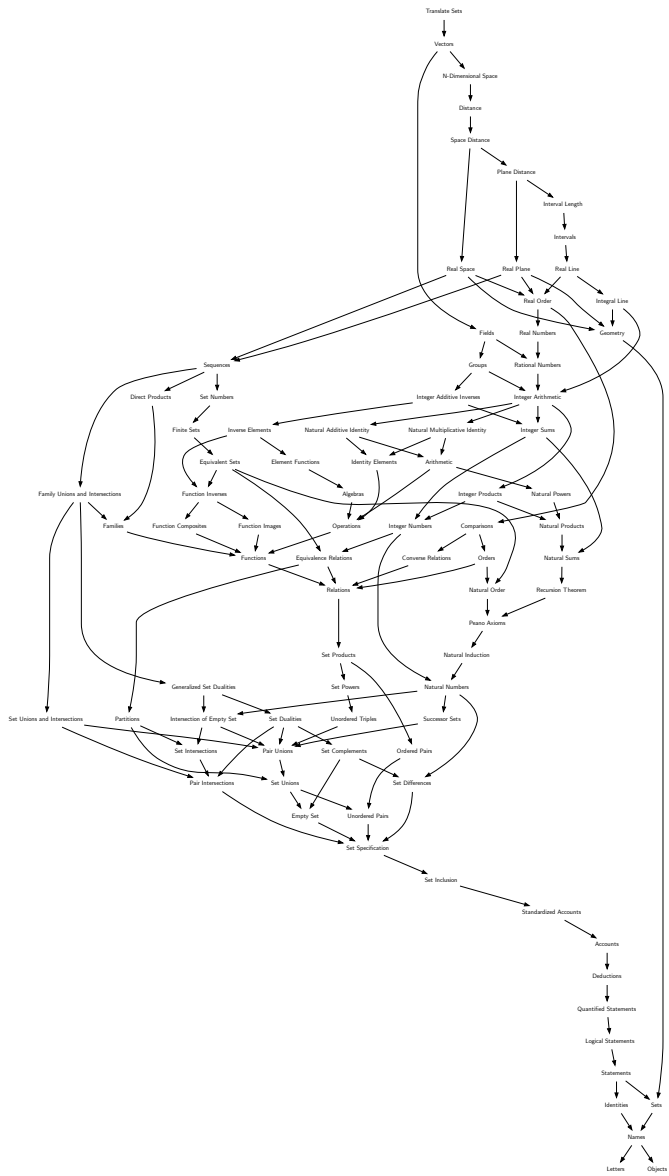 Translate Sets
Vectors
N-Dimensional Space
Distance
Space Distance
Plane Distance
Interval Length
Intervals
Real Space
Real Plane
Real Line
Real Order
Integral Line
Fields
Real Numbers
Geometry
Sequences
Groups
Rational Numbers
Direct Products
Set Numbers
Integer Additive Inverses
Integer Arithmetic
Finite Sets
Inverse Elements
Natural Additive Identity
Natural Multiplicative Identity
Integer Sums
Equivalent Sets
Element Functions
Identity Elements
Arithmetic
Family Unions and Intersections
Function Inverses
Algebras
Integer Products
Natural Powers
Families
Function Composites
Function Images
Operations
Integer Numbers
Comparisons
Natural Products
Functions
Equivalence Relations
Converse Relations
Orders
Natural Sums
Relations
Natural Order
Recursion Theorem
Peano Axioms
Set Products
Natural Induction
Generalized Set Dualities
Set Powers
Natural Numbers
Set Unions and Intersections
Partitions
Intersection of Empty Set
Set Dualities
Unordered Triples
Successor Sets
Set Intersections
Pair Unions
Set Complements
Ordered Pairs
Pair Intersections
Set Unions
Set Differences
Empty Set
Unordered Pairs
Set Specification
Set Inclusion
Standardized Accounts
Accounts
Deductions
Quantified Statements
Logical Statements
Statements
Identities
Sets
Names
Letters
Objects